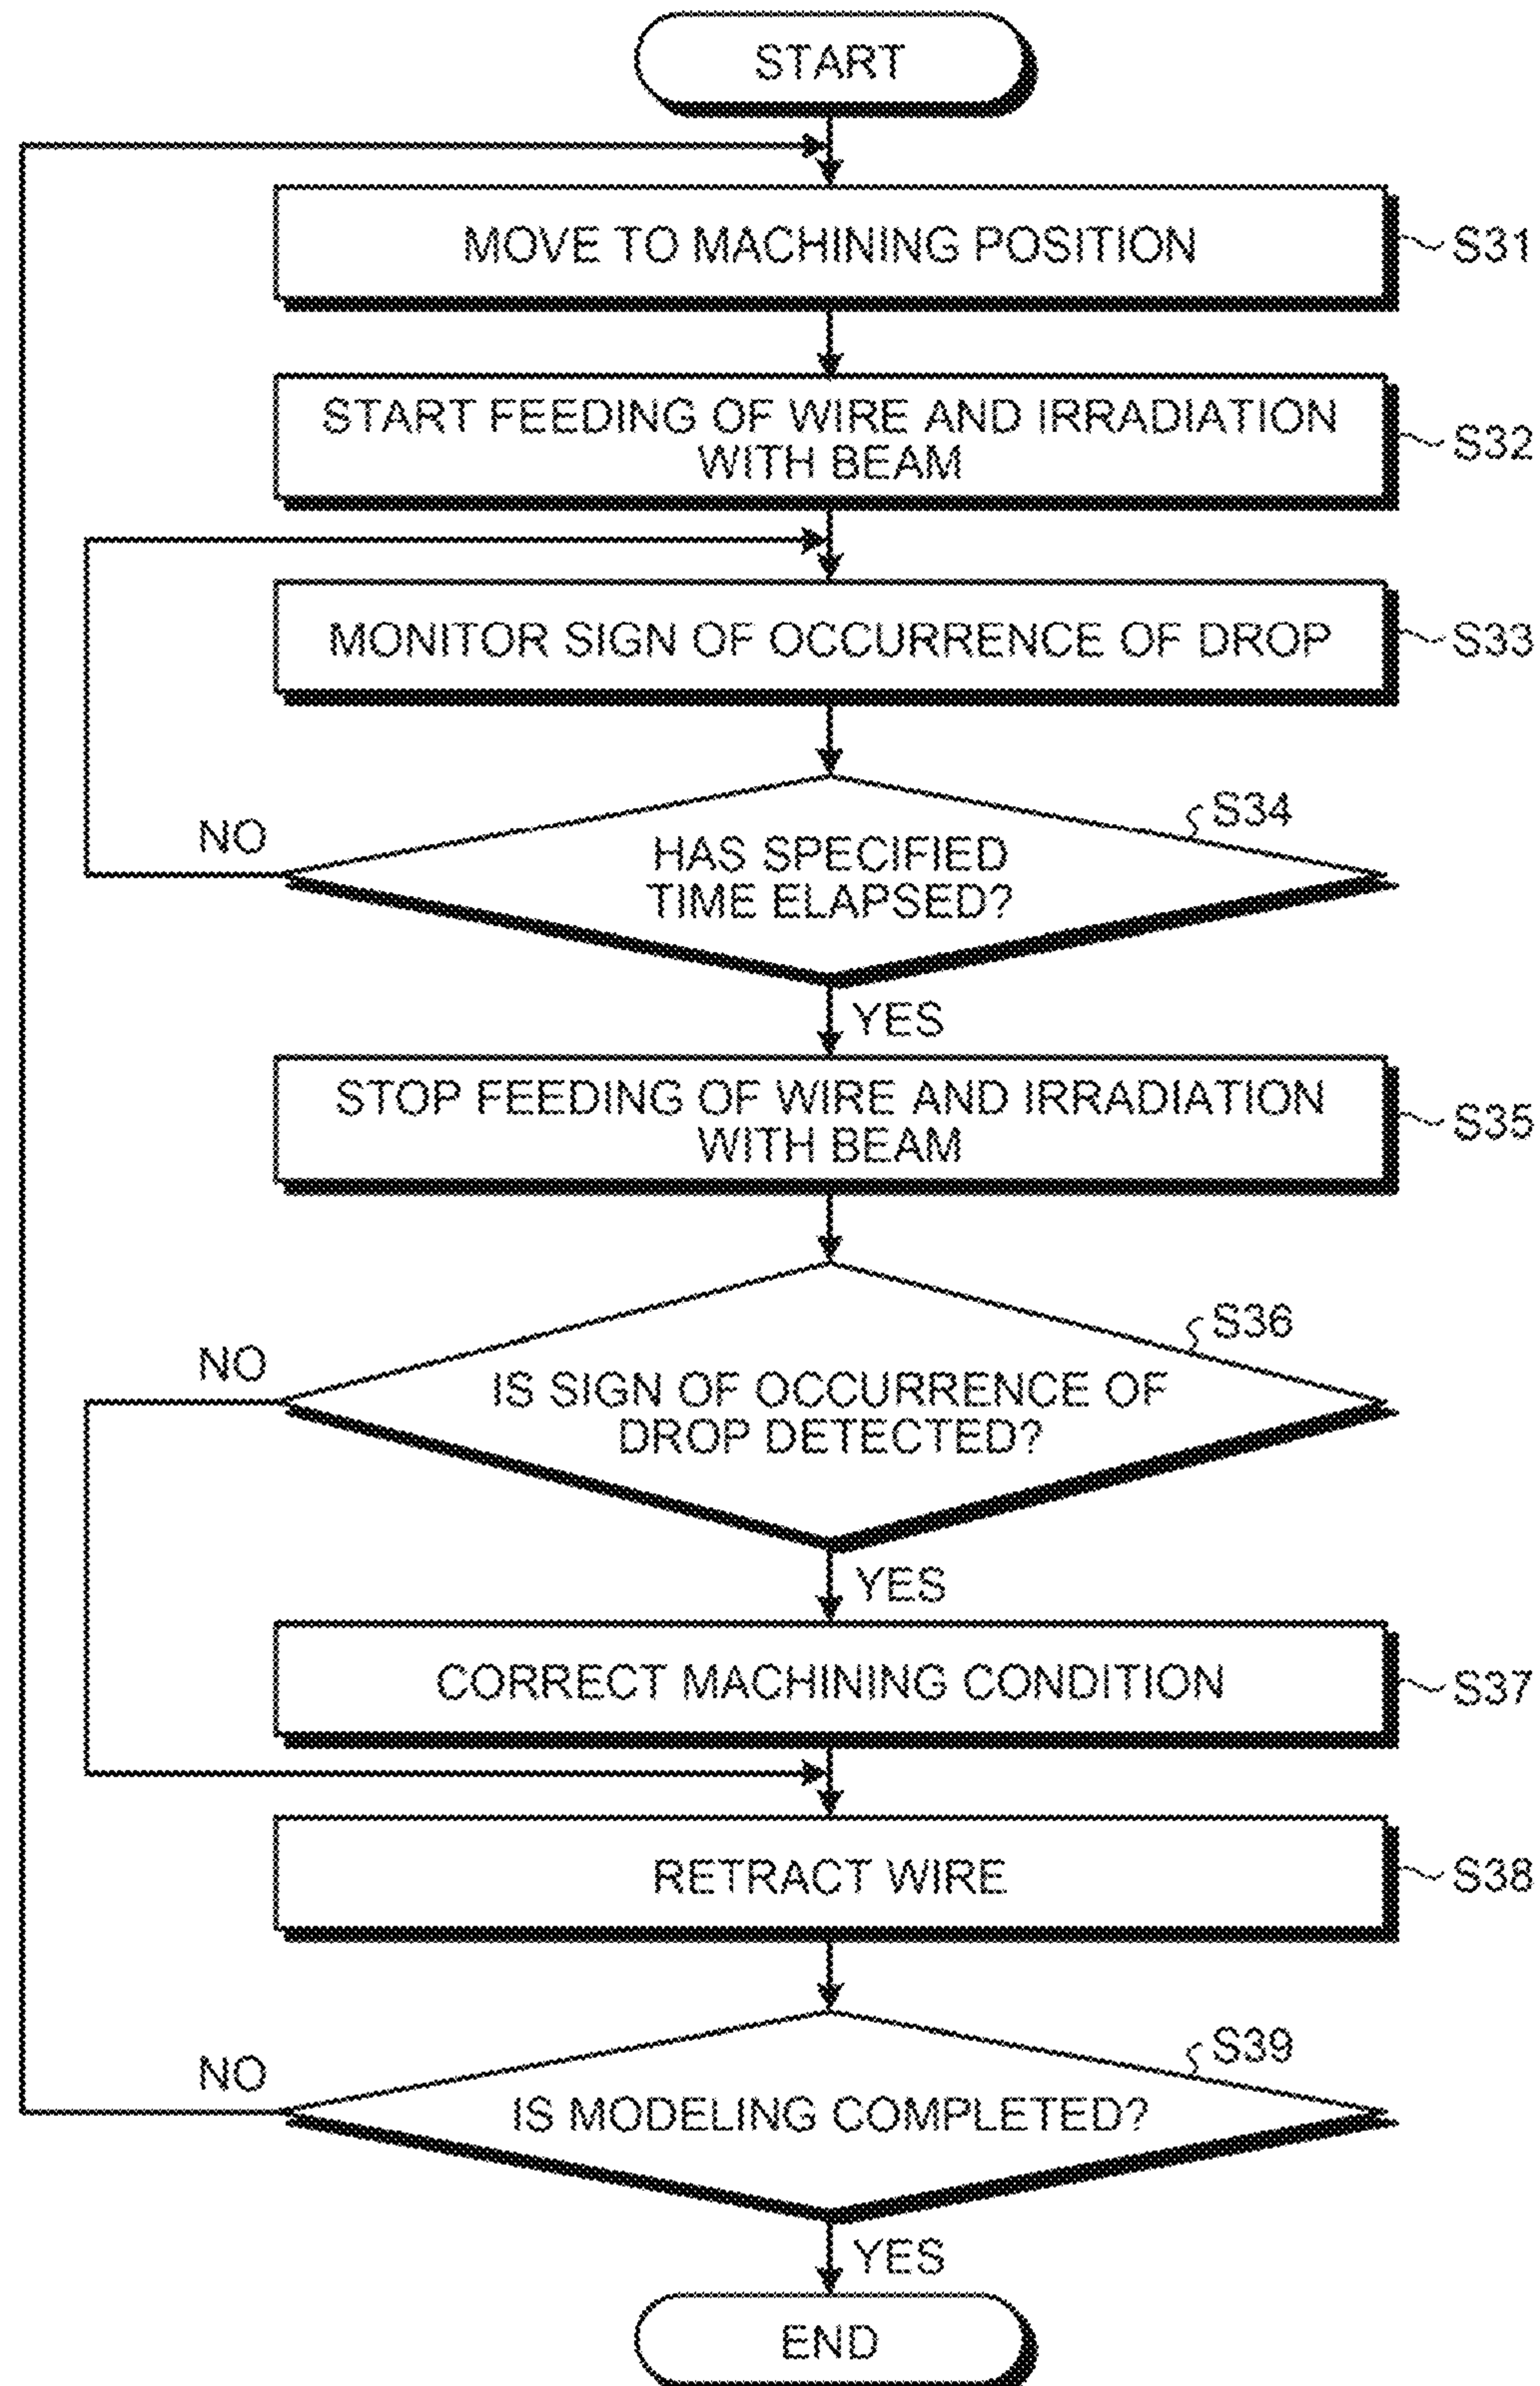 START
MOVE TO MACHINING POSITION
S31
START FEEDING OF WIRE AND IRRADIATION
WITH BEAM
S32
MONITOR SIGN OF OCCURRENCE OF DROP
S33
S34
NO
HAS SPECIFIED
TIME ELAPSED?
YES
STOP FEEDING OF WIRE AND IRRADIATION
WITH BEAM
S35
S36
NO
IS SIGN OF OCCURRENCE OF
DROP DETECTED?
YES
CORRECT MACHINING CONDITION
S37
RETRACT WIRE
S38
S39
NO
IS MODELING COMPLETED?
YES
END